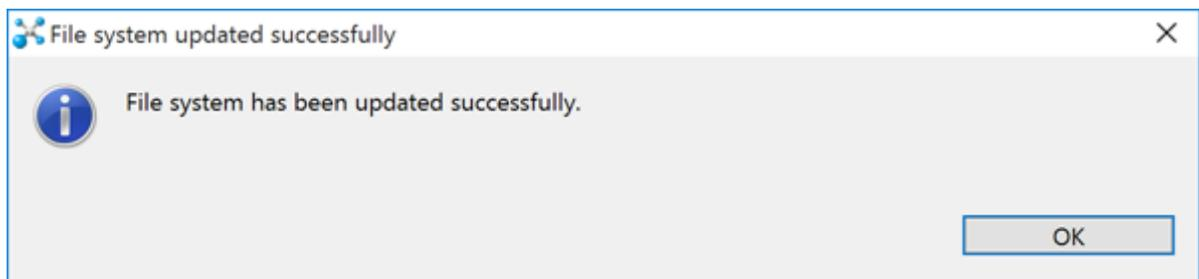 File system updated successfully
File system has been updated successfully.
OK